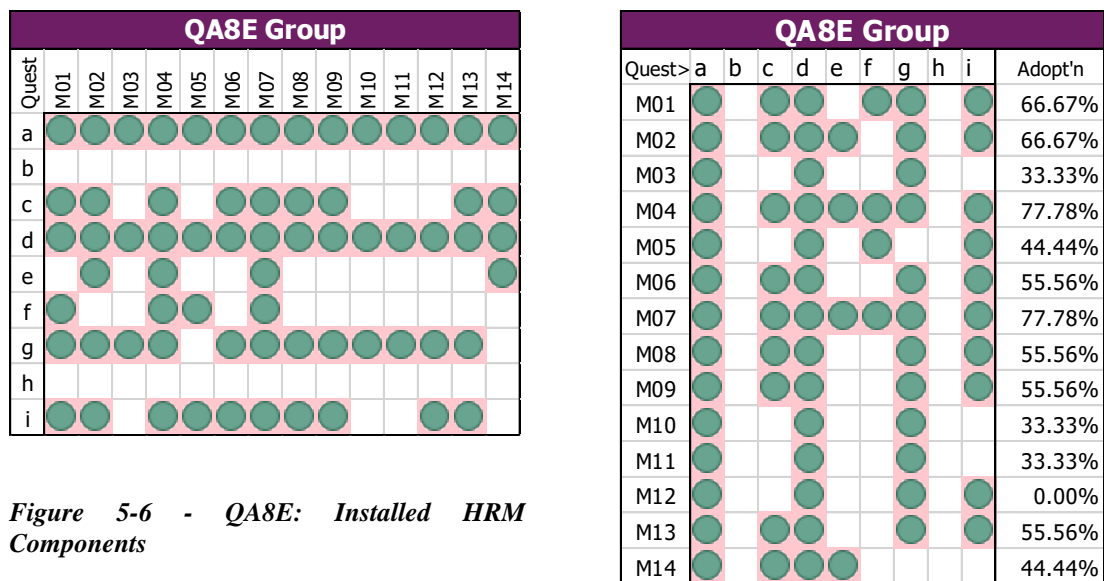 QA8E Group
Quest M01 M02 M03 M04 M05 M06 M07 M08 M09 M10 M11 M12 M13 M14
a
b
c
d
e
f
g
h
i
Figure 5-6 - QA8E: Installed HRM
Components
QA8E Group
Quest> a b c d e f g h i Adopt'n
M01 66.67%
M02 66.67%
M03 33.33%
M04 77.78%
M05 44.44%
M06 55.56%
M07 77.78%
M08 55.56%
M09 55.56%
M10 33.33%
M11 33.33%
M12 0.00%
M13 55.56%
M14 44.44%